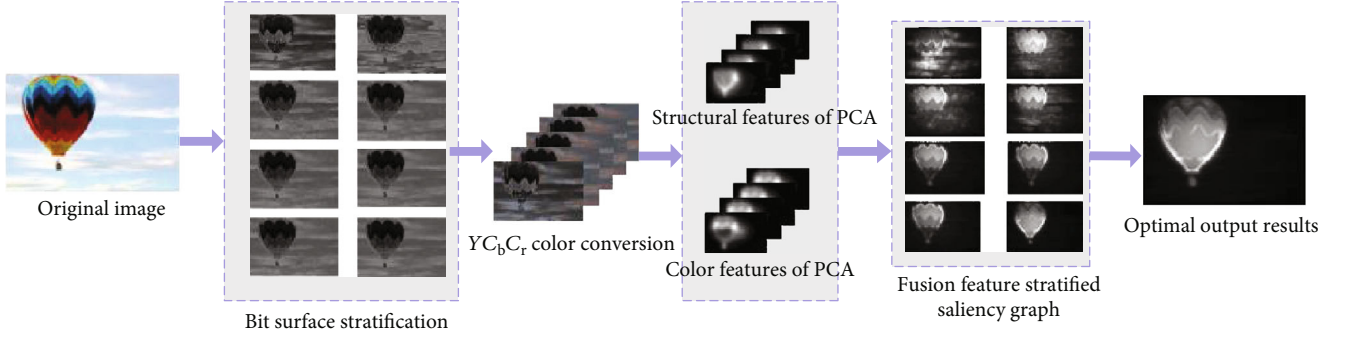 Original image
Bit surface stratification
YCbCr color conversion
Structural features of PCA
Color features of PCA
Fusion feature stratified
saliency graph
Optimal output results